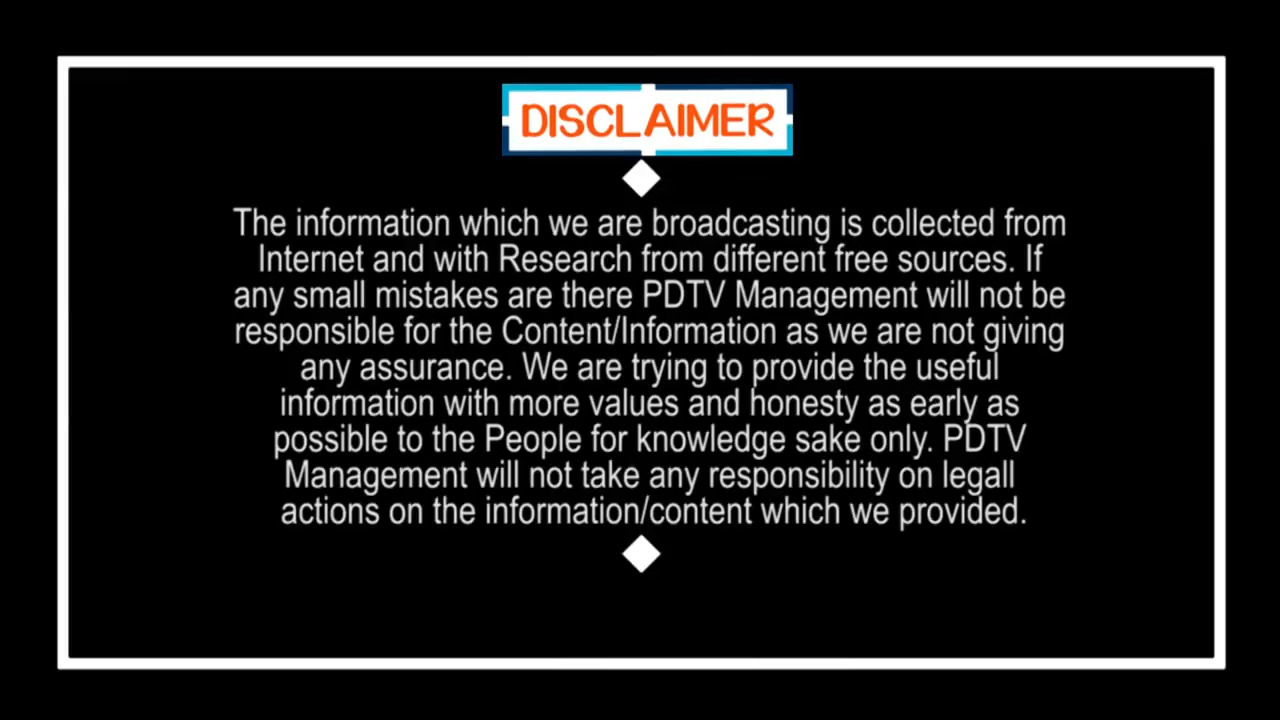 DISCLAIMER
The information which we are broadcasting is collected from
Internet and with Research from different free sources. If
any small mistakes are there PDTV Management will not be
responsible for the Content/Information as we are not giving
any assurance. We are trying to provide the useful
information with more values and honesty as early as
possible to the People for knowledge sake only. PDTV
Management will not take any responsibility on legall
actions on the information/content which we provided.